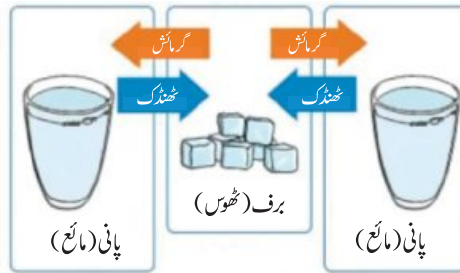 گرمائش
گرمائش
ٹھنڈک
ٹھنڈک
برف (ٹھوس)
پانی (مائع)
پانی (مائع)